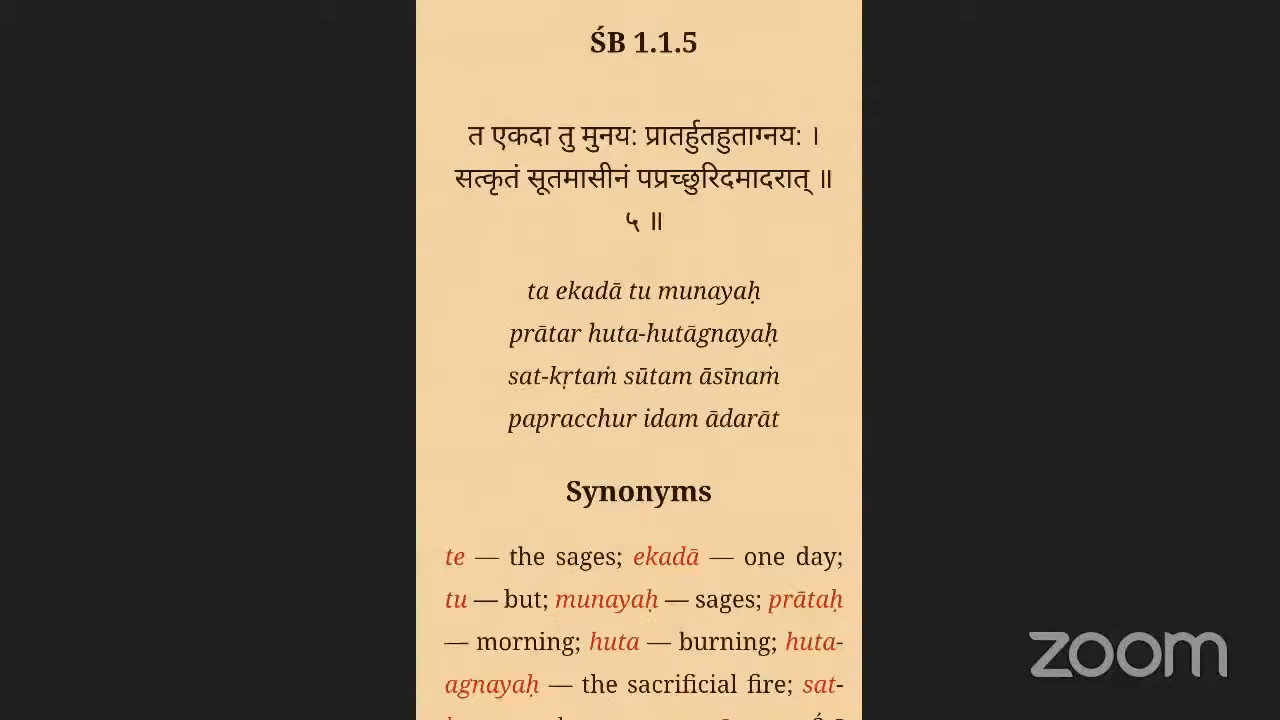 ŚB 1.1.5
त एकदा तु मुनय: प्रातर्हुतहुताग्नय: ।
सत्कृतं सूतमासीनं पप्रच्छुरिदमादरात् ॥
५ ॥
ta ekadā tu munayaḥ
prātar huta-hutāgnayaḥ
sat-kṛtaṁ sūtam āsīnaṁ
papracchur idam ādarāt
Synonyms
te — the sages; ekadā — one day;
tu — but; munayaḥ — sages; prātaḥ
— morning; huta — burning; huta-
agnayaḥ — the sacrificial fire; sat-
zoom